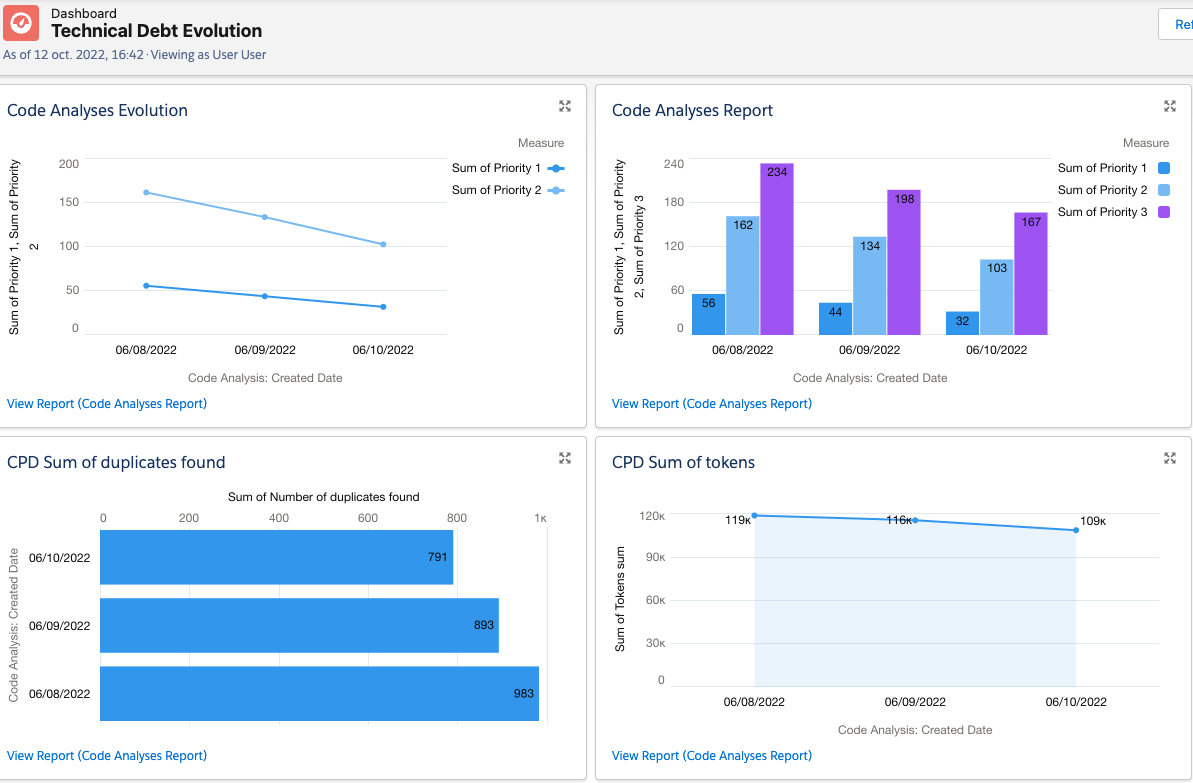 Dashboard
Technical Debt Evolution
As of 12 oct. 2022, 16:42·Viewing as User User
Ref
Code Analyses Evolution
Measure
Sum of Priority 1
Sum of Priority 2
Sum of Priority 1, Sum of Priority
2
200
150
100
50
0
06/08/2022 06/09/2022 06/10/2022
Code Analysis: Created Date
View Report (Code Analyses Report)
Code Analyses Report
Measure
Sum of Priority 1
Sum of Priority 2
Sum of Priority 3
Sum of Priority 1, Sum of Priority
2, Sum of Priority 3
240
180
120
60
0
56 162 234
44 134 198
32 103 167
06/08/2022 06/09/2022 06/10/2022
Code Analysis: Created Date
View Report (Code Analyses Report)
CPD Sum of duplicates found
Sum of Number of duplicates found
0 200 400 600 800 1K
Code Analysis: Created Date
06/10/2022 791
06/09/2022 893
06/08/2022 983
View Report (Code Analyses Report)
CPD Sum of tokens
Sum of Tokens sum
120K
90K
60K
30K
0
119K 116K 109K
06/08/2022 06/09/2022 06/10/2022
Code Analysis: Created Date
View Report (Code Analyses Report)